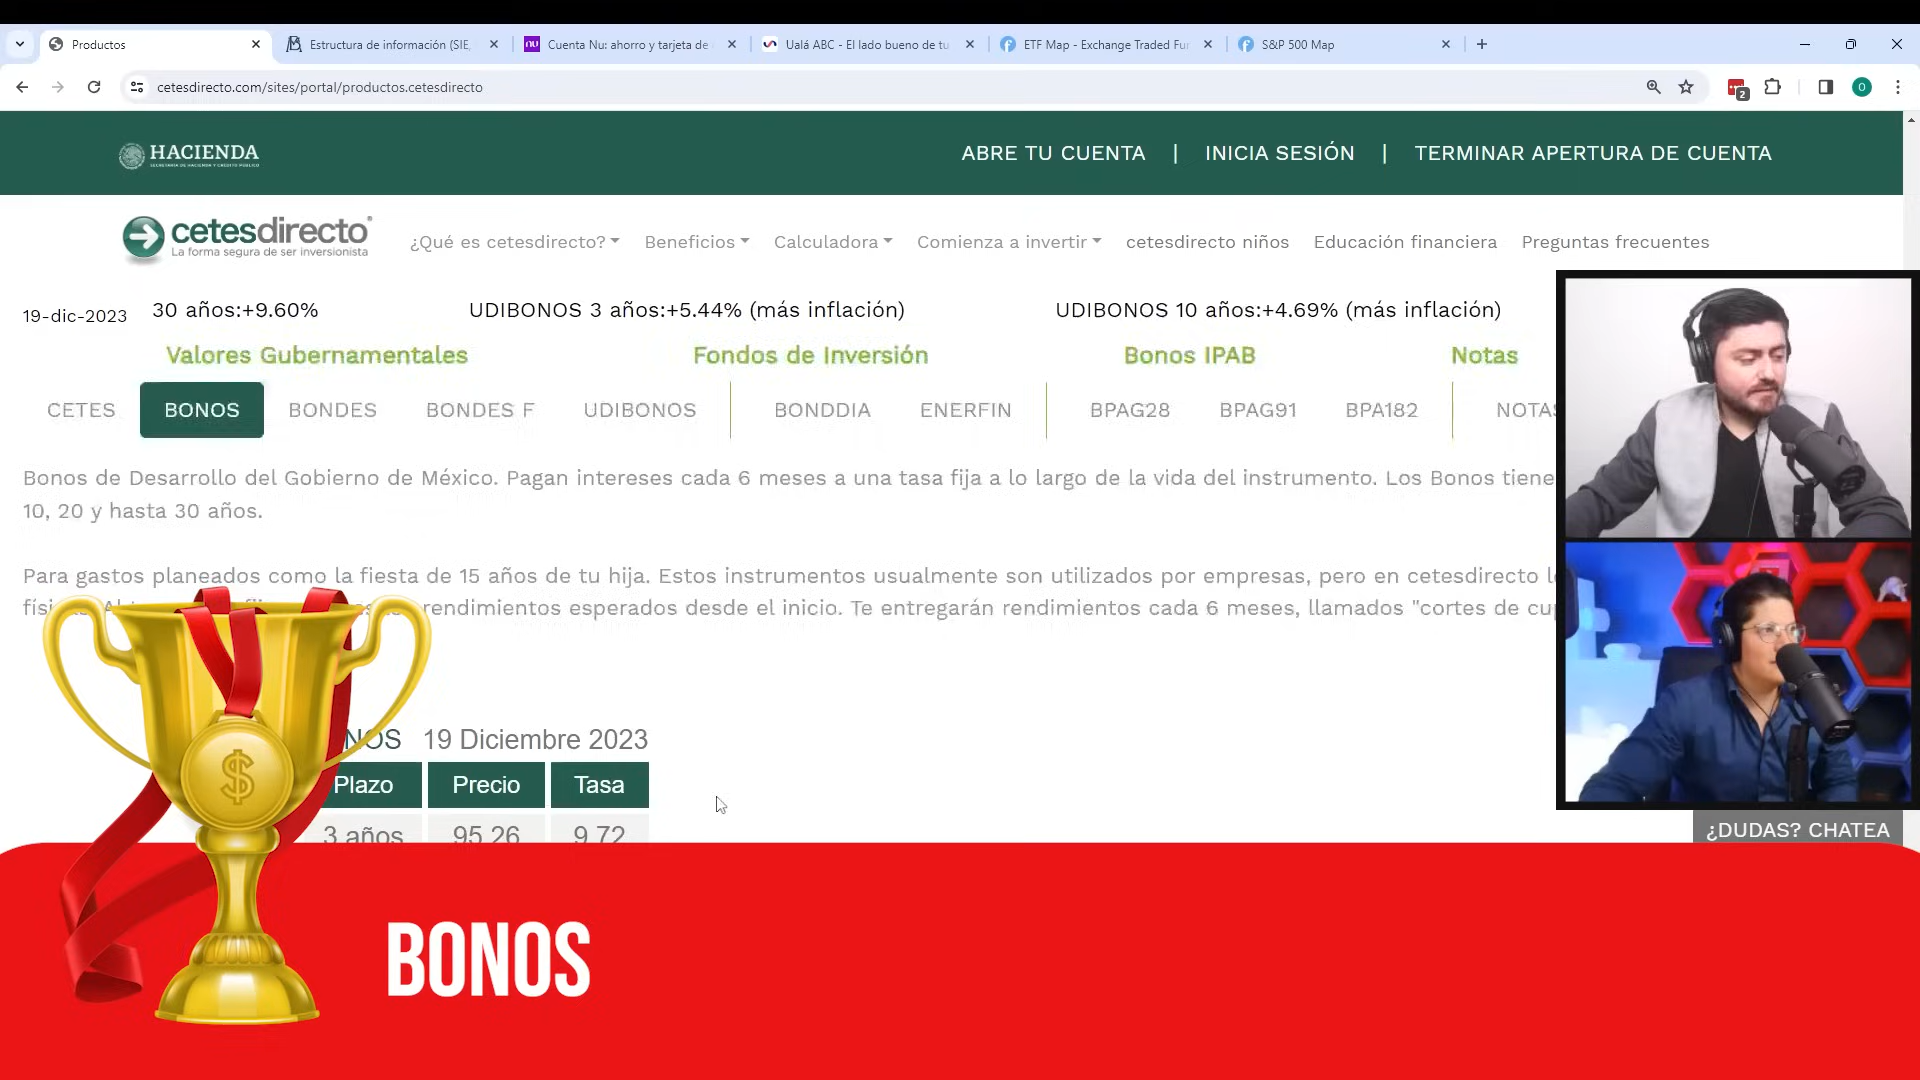 Productos
Estructura de información (SIE,
nu
Cuenta Nu: ahorro y tarjeta de
Ualá ABC - El lado bueno de tu
ETF Map - Exchange Traded Fur
S&P 500 Map
cetesdirecto.com/sites/portal/productos.cetesdirecto
2
O
HACIENDA
ABRE TU CUENTA | INICIA SESIÓN | TERMINAR APERTURA DE CUENTA
cetesdirecto
La forma segura de ser inversionista
¿Qué es cetesdirecto? Beneficios Calculadora Comienza a invertir cetesdirecto niños Educación financiera Preguntas frecuentes
19-dic-2023 30 años:+9.60% UDIBONOS 3 años:+5.44% (más inflación) UDIBONOS 10 años:+4.69% (más inflación)
Valores Gubernamentales Fondos de Inversión Bonos IPAB Notas
CETES BONOS BONDES BONDES F UDIBONOS BONDDIA ENERFIN BPAG28 BPAG91 BPA182 NOTAS
Bonos de Desarrollo del Gobierno de México. Pagan intereses cada 6 meses a una tasa fija a lo largo de la vida del instrumento. Los Bonos tiene
10, 20 y hasta 30 años.
Para gastos planeados como la fiesta de 15 años de tu hija. Estos instrumentos usualmente son utilizados por empresas, pero en cetesdirecto
rendimientos esperados desde el inicio. Te entregarán rendimientos cada 6 meses, llamados "cortes de cu
NOS 19 Diciembre 2023
Plazo Precio Tasa
3 años 95.26 9.72
¿DUDAS? CHATEA
$
BONOS